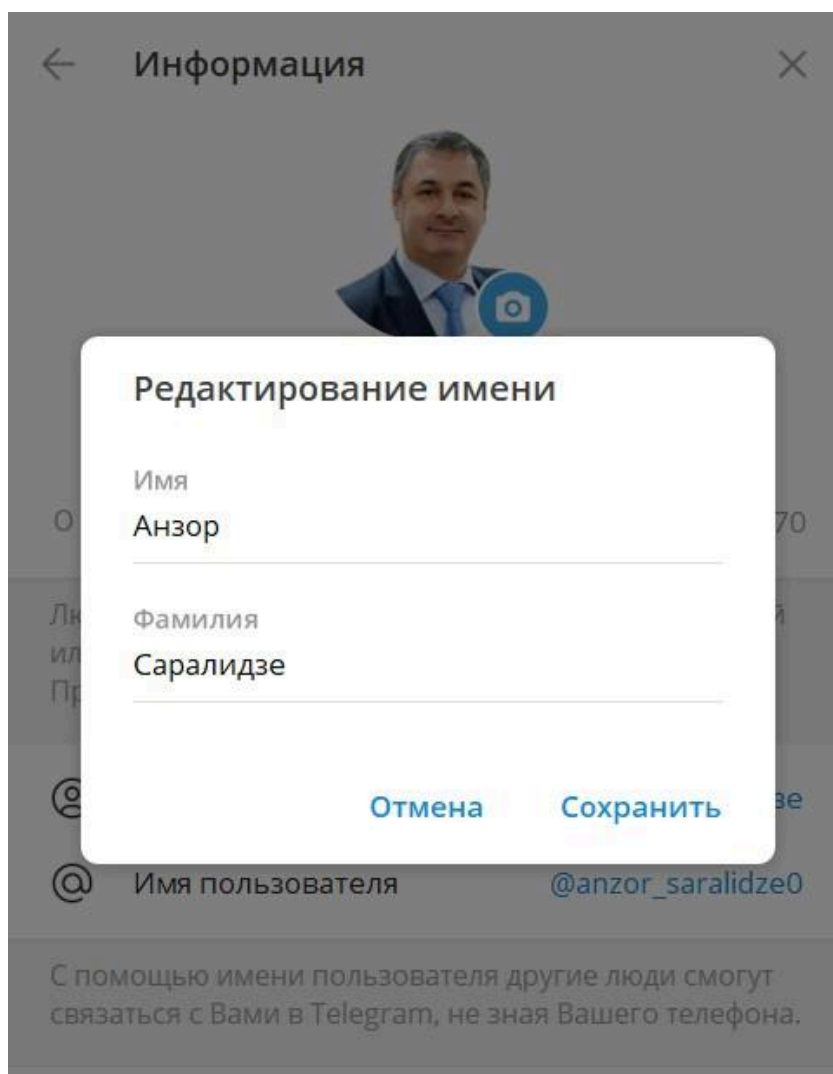 Информация
Редактирование имени
Имя
Анзор
О
70
Фамилия
Саралидзе
Отмена
Сохранить
Имя пользователя
@anzor_saralidze0
С помощью имени пользователя другие люди смогут
связаться с Вами в Telegram, не зная Вашего телефона.